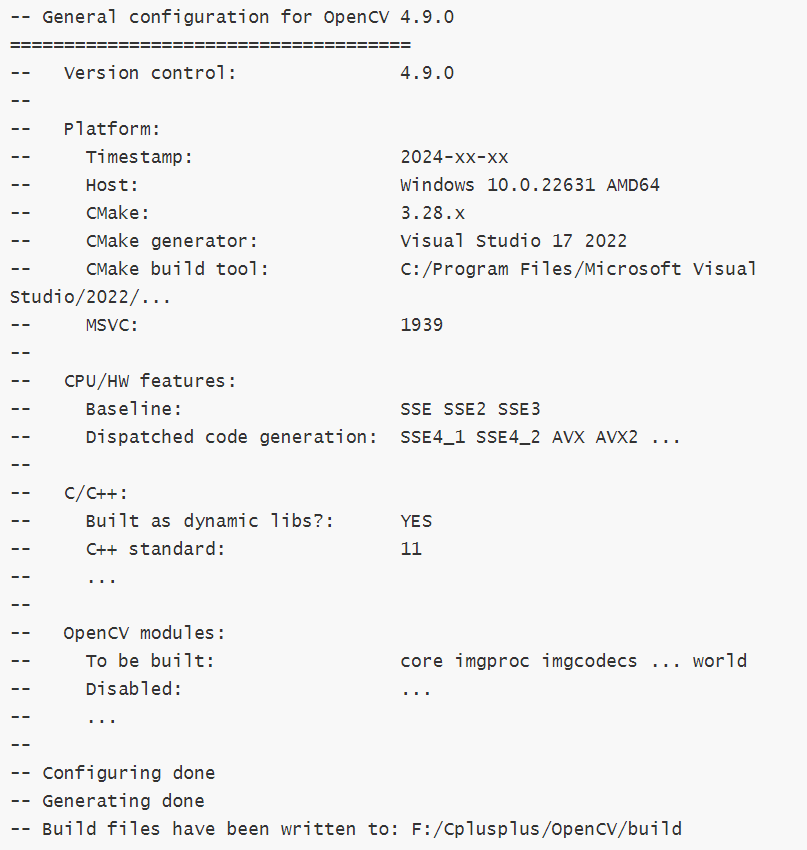 -- General configuration for OpenCV 4.9.0
=====================================
--   Version control:               4.9.0
--
--   Platform:
--     Timestamp:                   2024-xx-xx
--     Host:                        Windows 10.0.22631 AMD64
--     CMake:                       3.28.x
--     CMake generator:             Visual Studio 17 2022
--     CMake build tool:            C:/Program Files/Microsoft Visual
Studio/2022/...
--     MSVC:                        1939
--
--   CPU/HW features:
--     Baseline:                    SSE SSE2 SSE3
--     Dispatched code generation:  SSE4_1 SSE4_2 AVX AVX2 ...
--
--   C/C++:
--     Built as dynamic libs?:      YES
--     C++ standard:                11
--     ...
--
--   OpenCV modules:
--     To be built:                 core imgproc imgcodecs ... world
--     Disabled:                    ...
--     ...
--
-- Configuring done
-- Generating done
-- Build files have been written to: F:/Cplusplus/OpenCV/build